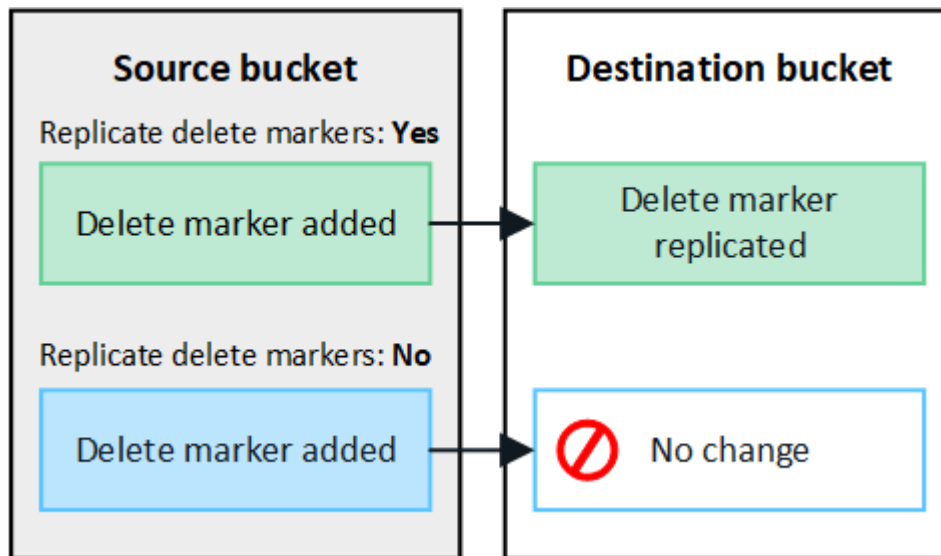 Source bucket
Destination bucket
Replicate delete markers: Yes
Delete marker added
Delete marker
replicated
Replicate delete markers: No
Delete marker added
No change